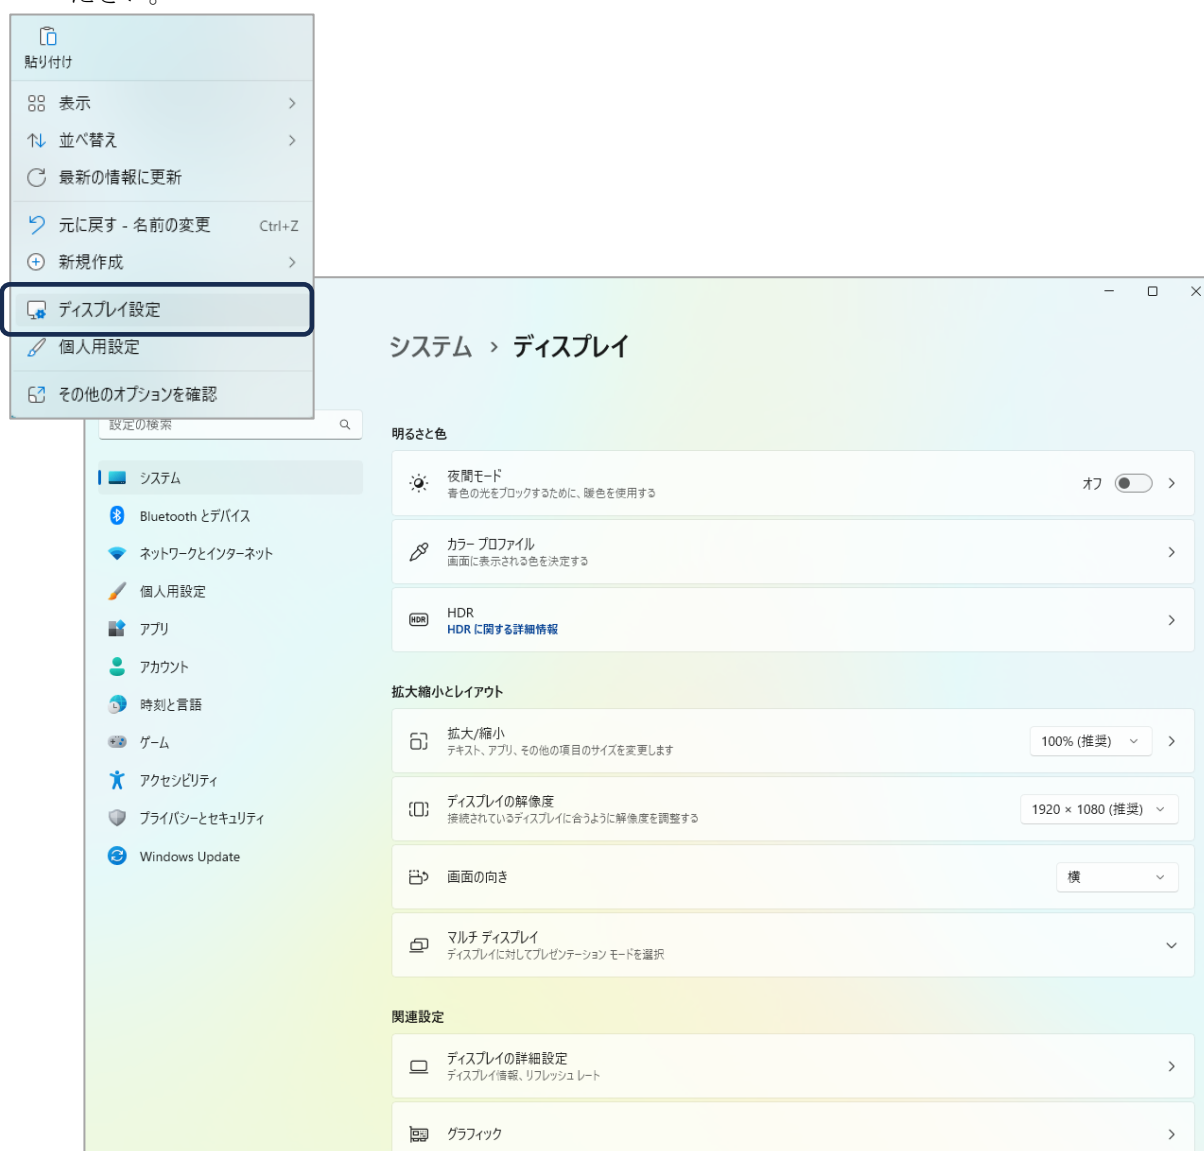 ださい。
貼り付け
表示
並べ替え
最新の情報に更新
元に戻す - 名前の変更 Ctrl+Z
新規作成
ディスプレイ設定
個人用設定
その他のオプションを確認
設定の検索
システム
Bluetooth とデバイス
ネットワークとインターネット
個人用設定
アプリ
アカウント
時刻と言語
ゲーム
アクセシビリティ
プライバシーとセキュリティ
Windows Update
システム > ディスプレイ
明るさと色
夜間モード
青色の光をブロックするために、暖色を使用する
オフ
カラー プロファイル
画面に表示される色を決定する
HDR
HDR
HDR に関する詳細情報
拡大縮小とレイアウト
拡大/縮小
テキスト、アプリ、その他の項目のサイズを変更します
100% (推奨)
ディスプレイの解像度
接続されているディスプレイに合うように解像度を調整する
1920 × 1080 (推奨)
画面の向き
横
マルチ ディスプレイ
ディスプレイに対してプレゼンテーション モードを選択
関連設定
ディスプレイの詳細設定
ディスプレイ情報、リフレッシュ レート
グラフィック